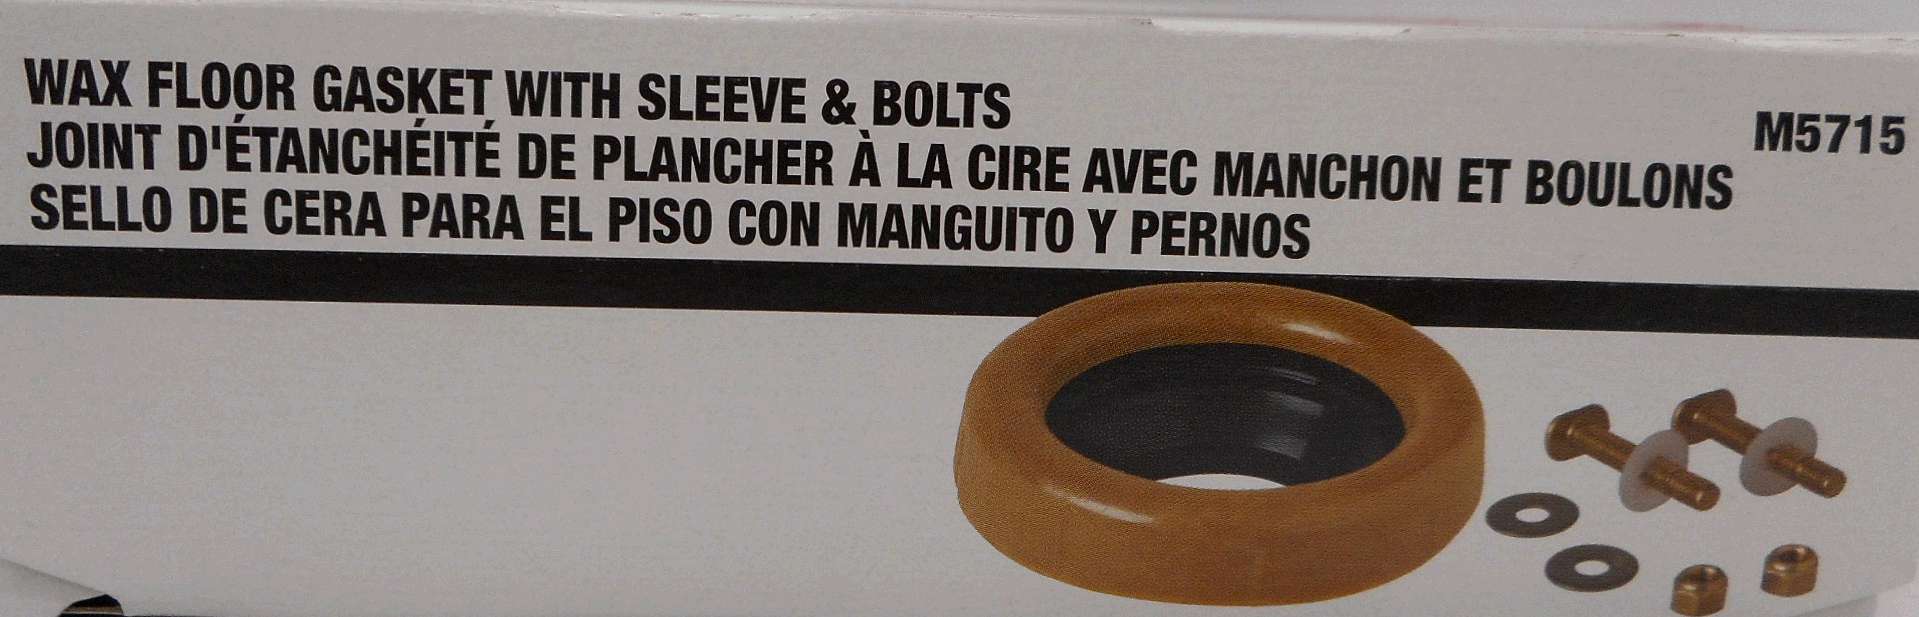 WAX FLOOR GASKET WITH SLEEVE & BOLTS
M5715
JOINT D'ÉTANCHÉITÉ DE PLANCHER À LA CIRE AVEC MANCHON ET BOULONS
SELLO DE CERA PARA EL PISO CON MANGUITO Y PERNOS